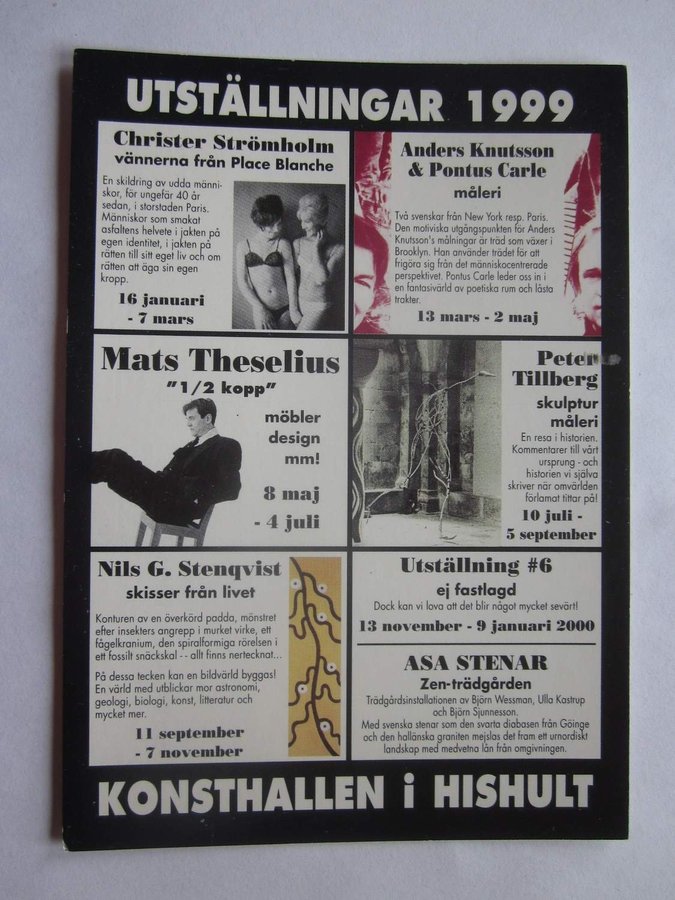 UTSTÄLLNINGAR 1999
Christer Strömholm
vännerna från Place Blanche
En skildring av udda männi-
skor, för ungefär 40 år
sedan, i storstaden Paris.
Människor som smakat
asfaltens helvete i jakten på
egen identitet, i jakten på
rätten till sitt eget liv och om
rätten att äga sin egen
kropp.
16 januari
- 7 mars
Anders Knutsson
& Pontus Carle
måleri
Två svenskar från New York resp. Paris.
Den motiviska utgångspunkten för Anders
Knutsson's målningar är träd som växer i
Brooklyn. Han använder trädet för att
frigöra sig från det människocentrerade
perspektivet. Pontus Carle leder oss in i
en fantasivärld av poetiska rum och låsta
trakter.
13 mars - 2 maj
Mats Theselius
"1/2 kopp"
möbler
design
mm!
8 maj
- 4 juli
Peter
Tillberg
skulptur
måleri
En resa i historien.
Kommentarer till vårt
ursprung - och
historien vi själva
skriver när omvärlden
förlamat tittar på!
10 juli -
5 september
Nils G. Stenqvist
skisser från livet
Konturen av en överkörd padda, mönstret
efter insekters angrepp i murket virke, ett
fågelkranium, den spiralformiga rörelsen i
ett fossilt snäckskal -- allt finns nertecknat...
På dessa tecken kan en bildvärld byggas!
En värld med utblickar mor astronomi,
geologi, biologi, konst, litteratur och
mycket mer.
11 september
- 7 november
Utställning #6
ej fastlagd
Dock kan vi lova att det blir något mycket sevärt!
13 november - 9 januari 2000
ASA STENAR
Zen-trädgården
Trädgårdsinstallationen av Björn Wessman, Ulla Kastrup
och Björn Sjunnesson.
Med svenska stenar som den svarta diabasen från Göinge
och den halländska graniten mejslas det fram ett urnordiskt
landskap med medvetna lån från omgivningen.
KONSTHALLEN i HISHULT